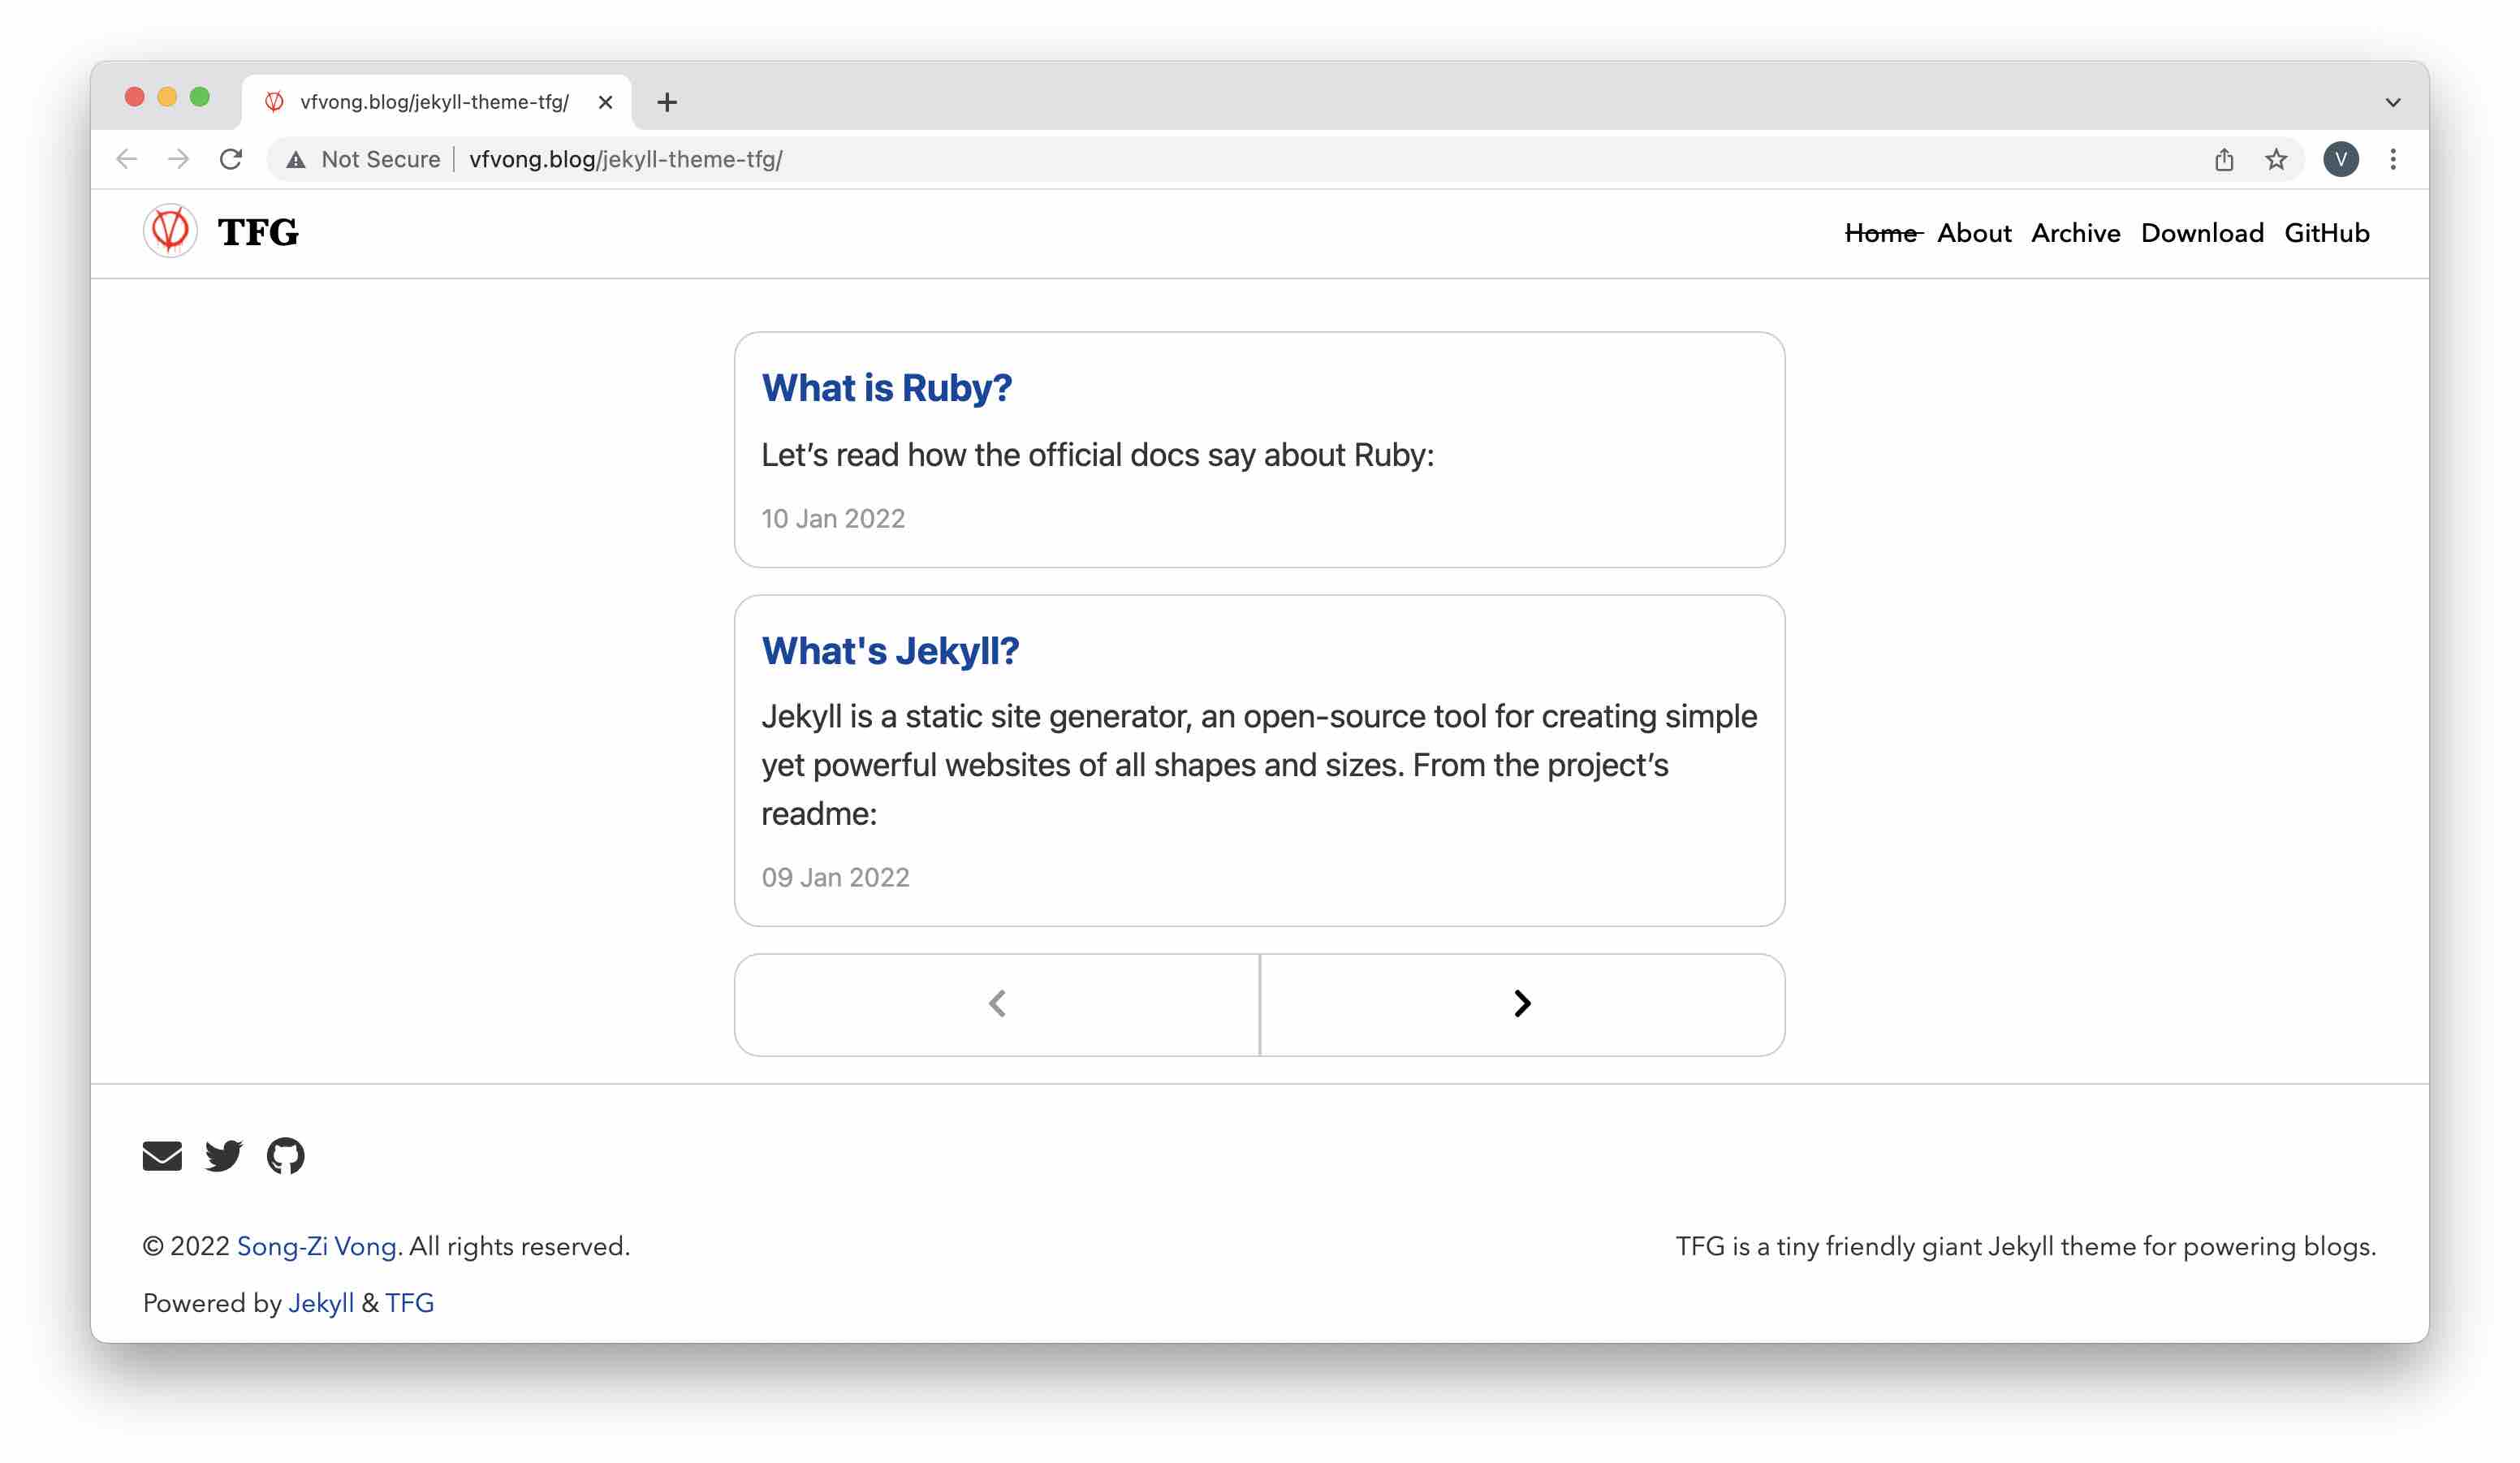 vfvong.blog/jekyll-theme-tfg/
Not Secure vfvong.blog/jekyll-theme-tfg/
V
TFG
Home About Archive Download GitHub
What is Ruby?
Let’s read how the official docs say about Ruby:
10 Jan 2022
What's Jekyll?
Jekyll is a static site generator, an open-source tool for creating simple
yet powerful websites of all shapes and sizes. From the project’s
readme:
09 Jan 2022
© 2022 Song-Zi Vong. All rights reserved.
TFG is a tiny friendly giant Jekyll theme for powering blogs.
Powered by Jekyll & TFG